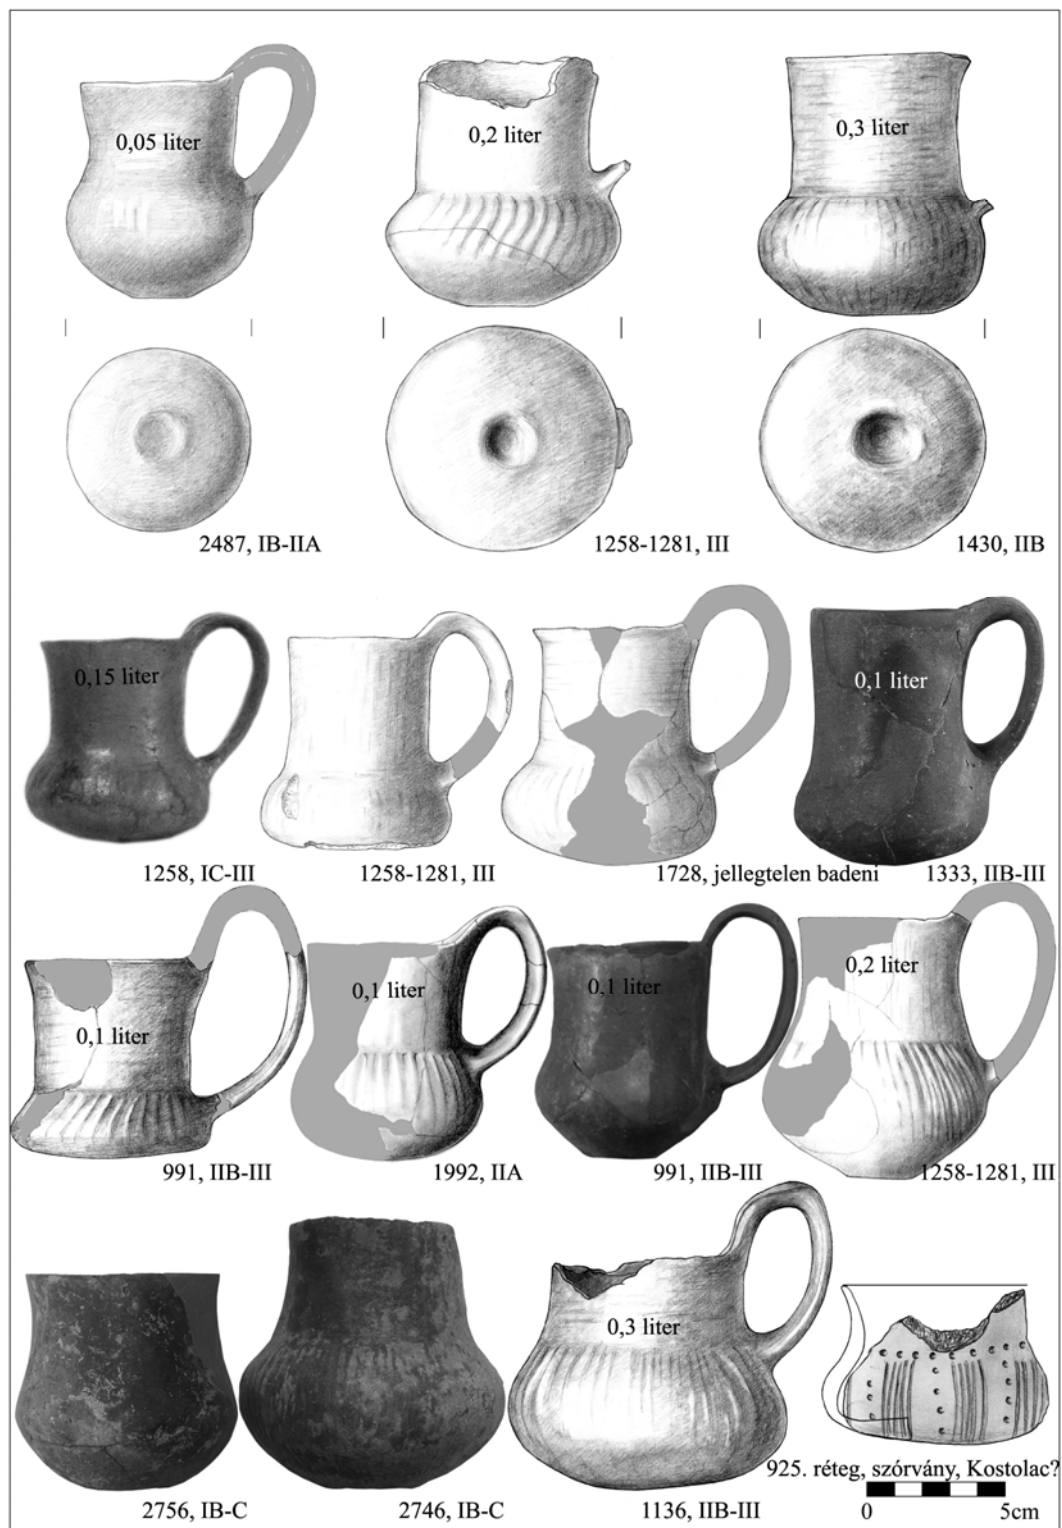 0,05 liter
0,2 liter
0,3 liter
2487, IB-IIA
1258-1281, III
1430, IIB
0,15 liter
0,1 liter
1258, IC-III
1258-1281, III
1728, jellegtelen badeni
1333, IIB-III
0,1 liter
0,1 liter
0,1 liter
0,2 liter
991, IIB-III
1992, IIA
991, IIB-III
1258-1281, III
0,3 liter
2756, IB-C
2746, IB-C
1136, IIB-III
925. réteg, szórvány, Kostolac?
0 5cm